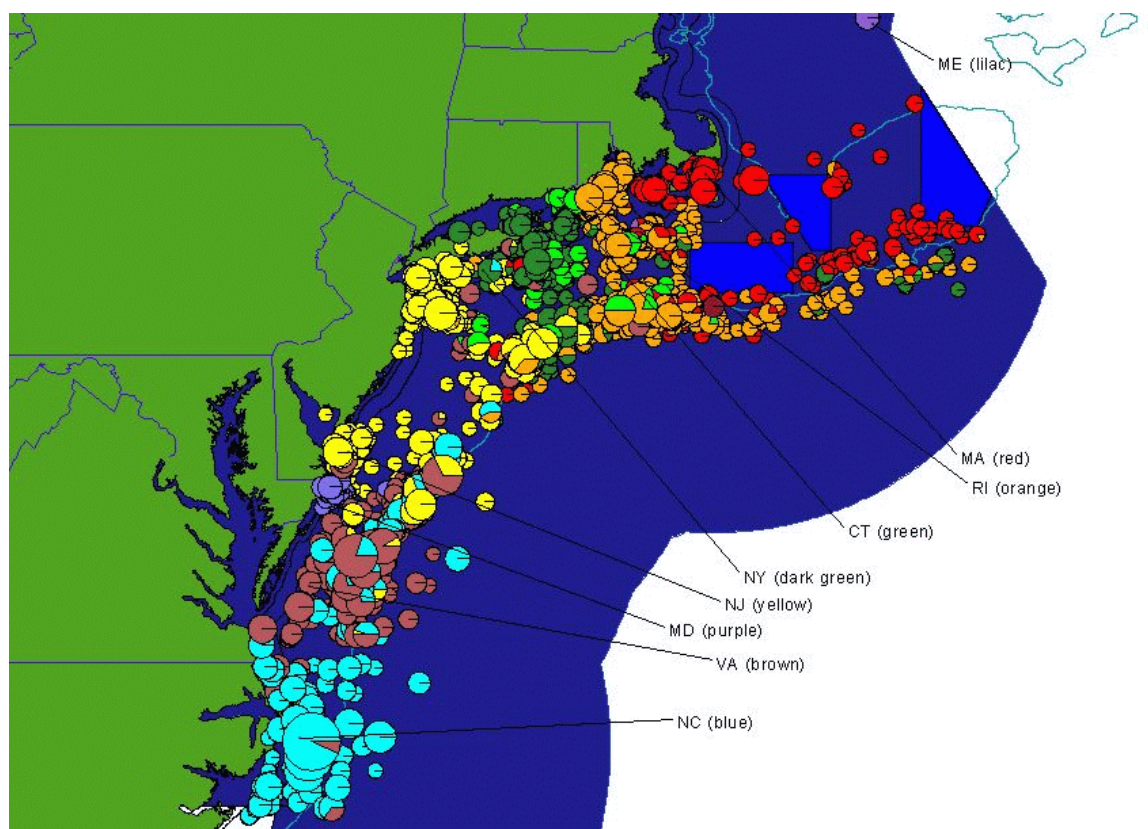 ME (lilac)
MA (red)
RI (orange)
CT (green)
NY (dark green)
NJ (yellow)
MD (purple)
VA (brown)
NC (blue)